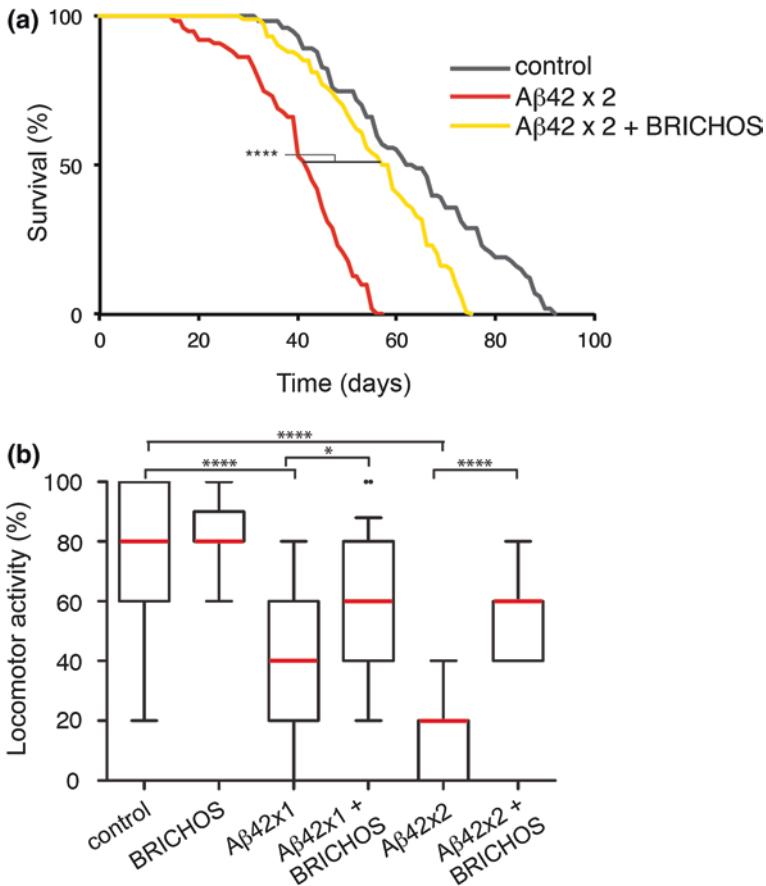 (a)
100
50
0
Survival (%)
****
control
Aβ42 x 2
Aβ42 x 2 + BRICHOS
0 20 40 60 80 100
Time (days)
(b)
****
**** * ****
100
80
60
40
20
0
Locomotor activity (%)
control
BRICHOS
Aβ42x1
Aβ42x1 +
BRICHOS
Aβ42x2
Aβ42x2 +
BRICHOS